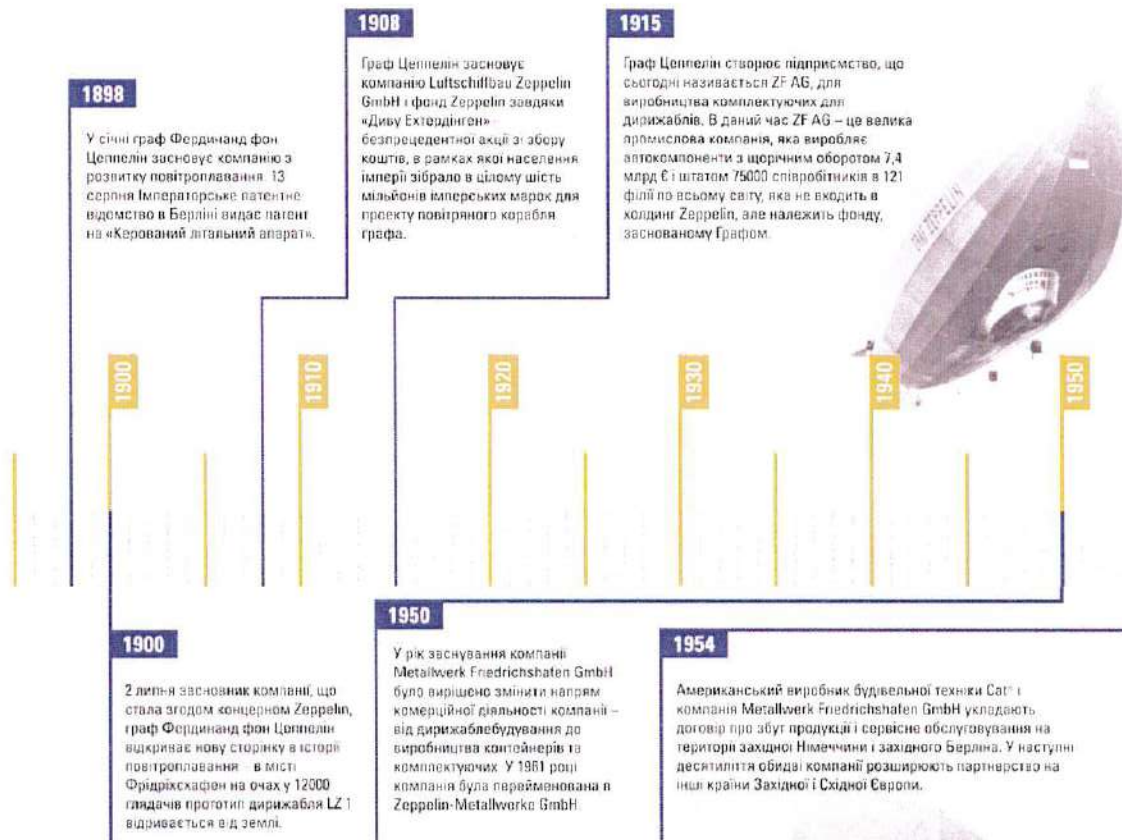 1898
У січні граф Фердинанд фон
Цеппелін засновує компанію з
розвитку повітроплавання. 13
серпня Імператорське патентне
відомство в Берліні видає патент
на «Керований літальний апарат».
1908
Граф Цеппелін засновує
компанію Luftschiffbau Zeppelin
GmbH і фонд Zeppelin завдяки
«Диву Ехтердінген» -
безпрецедентної акції зі збору
коштів, в рамках якої населення
імперії зібрало в цілому шість
мільйонів імперських марок для
проекту повітряного корабля
графа.
1915
Граф Цеппелін створює підприємство, що
сьогодні називається ZF AG, для
виробництва комплектуючих для
дирижаблів. В даний час ZF AG – це велика
промислова компанія, яка виробляє
автокомпоненти з щорічним оборотом 7,4
млрд € і штатом 75000 співробітників в 121
філії по всьому світу, яка не входить в
холдинг Zeppelin, але належить фонду,
заснованому Графом.
GRAF ZEPPELIN
1900
1910
1920
1930
1940
1950
1900
2 липня засновник компанії, що
стала згодом концерном Zeppelin,
граф Фердинанд фон Цеппелін
відкриває нову сторінку в історії
повітроплавання - в місті
Фрідріхсхафен на очах у 12000
глядачів прототип дирижабля LZ 1
відривається від землі.
1950
У рік заснування компанії
Metallwerk Friedrichshafen GmbH
було вирішено змінити напрям
комерційної діяльності компанії –
від дирижаблебудування до
виробництва контейнерів та
комплектуючих. У 1961 році
компанія була перейменована в
Zeppelin-Metallwerke GmbH.
1954
Американський виробник будівельної техніки Cat® і
компанія Metallwerk Friedrichshafen GmbH укладають
договір про збут продукції і сервісне обслуговування на
території західної Німеччини і західного Берліна. У наступні
десятиліття обидві компанії розширюють партнерство на
інші країни Західної і Східної Європи.